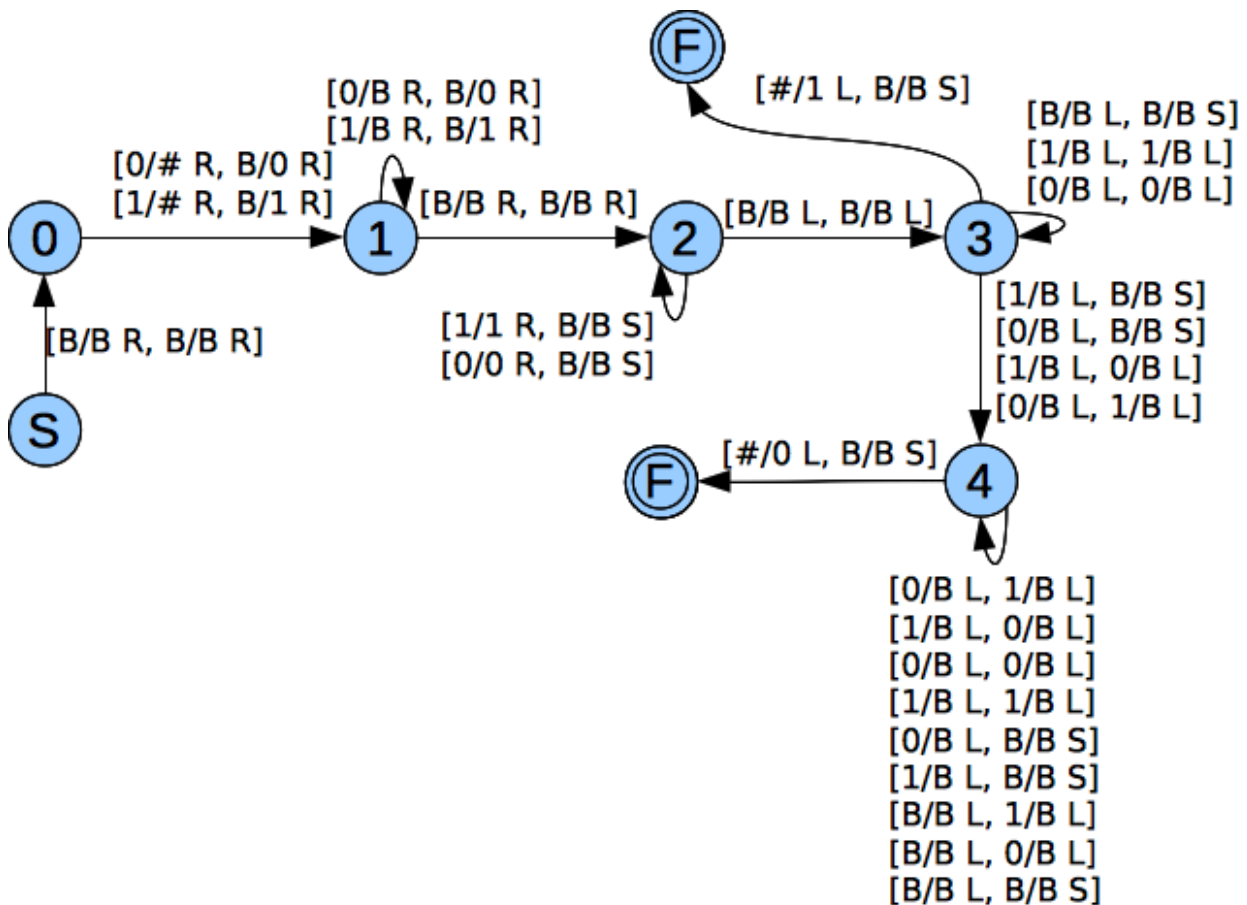 F
[#/1 L, B/B S]
[0/B R, B/0 R]
[1/B R, B/1 R]
[B/B L, B/B S]
[1/B L, 1/B L]
[0/B L, 0/B L]
[0/# R, B/0 R]
[1/# R, B/1 R]
[B/B R, B/B R]
[B/B L, B/B L]
0
1
2
3
[1/1 R, B/B S]
[0/0 R, B/B S]
[1/B L, B/B S]
[0/B L, B/B S]
[1/B L, 0/B L]
[0/B L, 1/B L]
[B/B R, B/B R]
S
F
[#/0 L, B/B S]
4
[0/B L, 1/B L]
[1/B L, 0/B L]
[0/B L, 0/B L]
[1/B L, 1/B L]
[0/B L, B/B S]
[1/B L, B/B S]
[B/B L, 1/B L]
[B/B L, 0/B L]
[B/B L, B/B S]